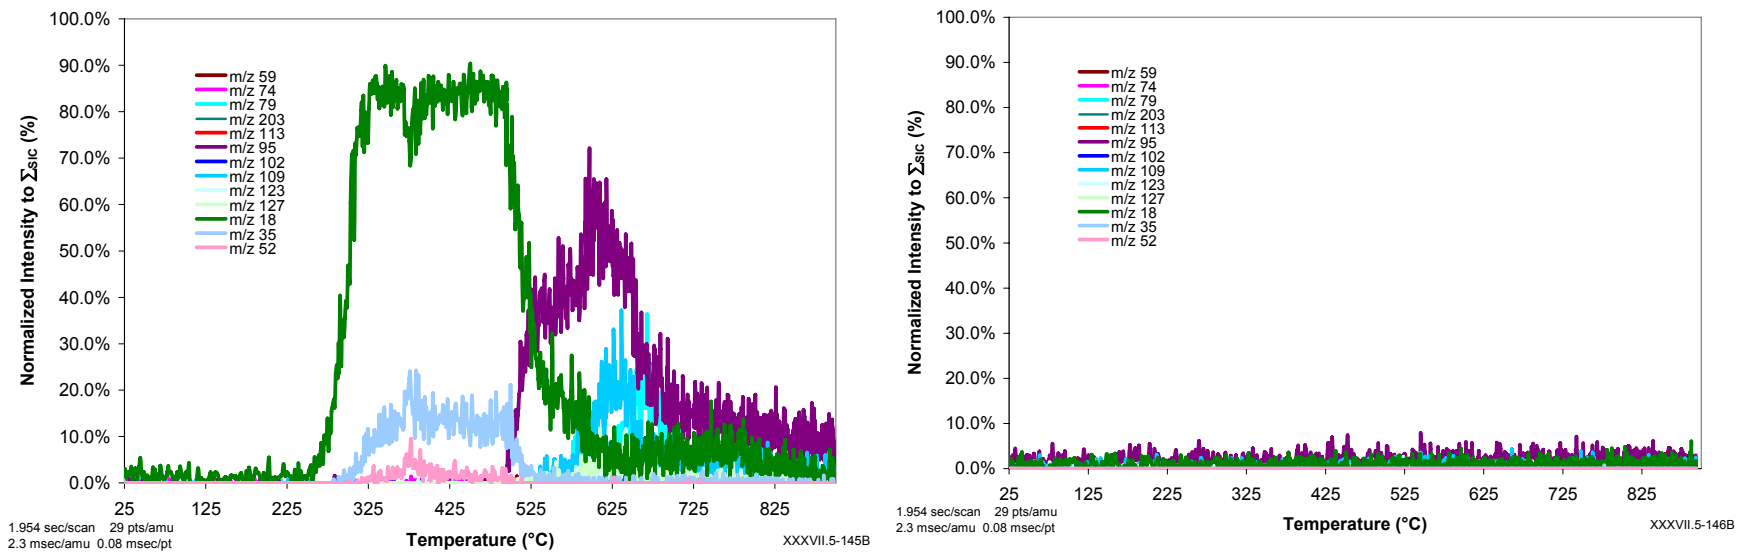 100.0%
90.0%
80.0%
70.0%
60.0%
50.0%
40.0%
30.0%
20.0%
10.0%
0.0%
Normalized Intensity to ΣSIC (%)
m/z 59
m/z 74
m/z 79
m/z 203
m/z 113
m/z 95
m/z 102
m/z 109
m/z 123
m/z 127
m/z 18
m/z 35
m/z 52
25 125 225 325 425 525 625 725 825
Temperature (°C)
1.954 sec/scan 29 pts/amu
2.3 msec/amu 0.08 msec/pt
XXXVII.5-145B
100.0%
90.0%
80.0%
70.0%
60.0%
50.0%
40.0%
30.0%
20.0%
10.0%
0.0%
Normalized Intensity to ΣSIC (%)
m/z 59
m/z 74
m/z 79
m/z 203
m/z 113
m/z 95
m/z 102
m/z 109
m/z 123
m/z 127
m/z 18
m/z 35
m/z 52
25 125 225 325 425 525 625 725 825
Temperature (°C)
1.954 sec/scan 29 pts/amu
2.3 msec/amu 0.08 msec/pt
XXXVII.5-146B